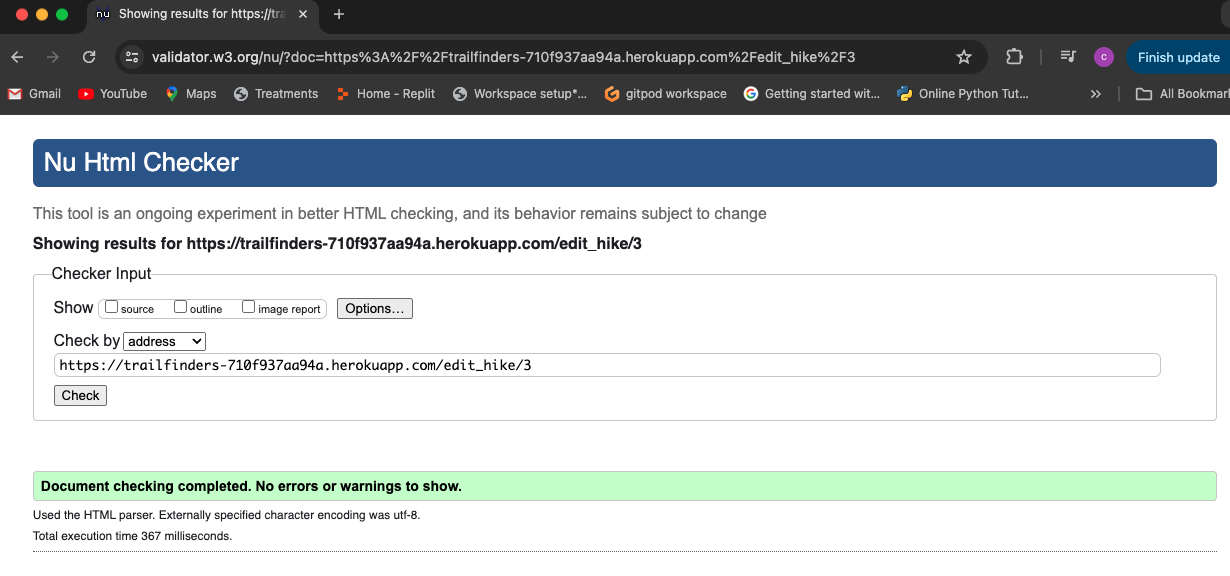 nu Showing results for https://tra
validator.w3.org/nu/?doc=https%3A%2F%2Ftrailfinders-710f937aa94a.herokuapp.com%2Fedit_hike%2F3 c Finish update
Gmail YouTube Maps Treatments Home - Replit Workspace setup*... gitpod workspace Getting started wit... Online Python Tut... » All Bookmar
Nu Html Checker
This tool is an ongoing experiment in better HTML checking, and its behavior remains subject to change
Showing results for https://trailfinders-710f937aa94a.herokuapp.com/edit_hike/3
Checker Input
Show source outline image report Options...
Check by address
https://trailfinders-710f937aa94a.herokuapp.com/edit_hike/3
Check
Document checking completed. No errors or warnings to show.
Used the HTML parser. Externally specified character encoding was utf-8.
Total execution time 367 milliseconds.